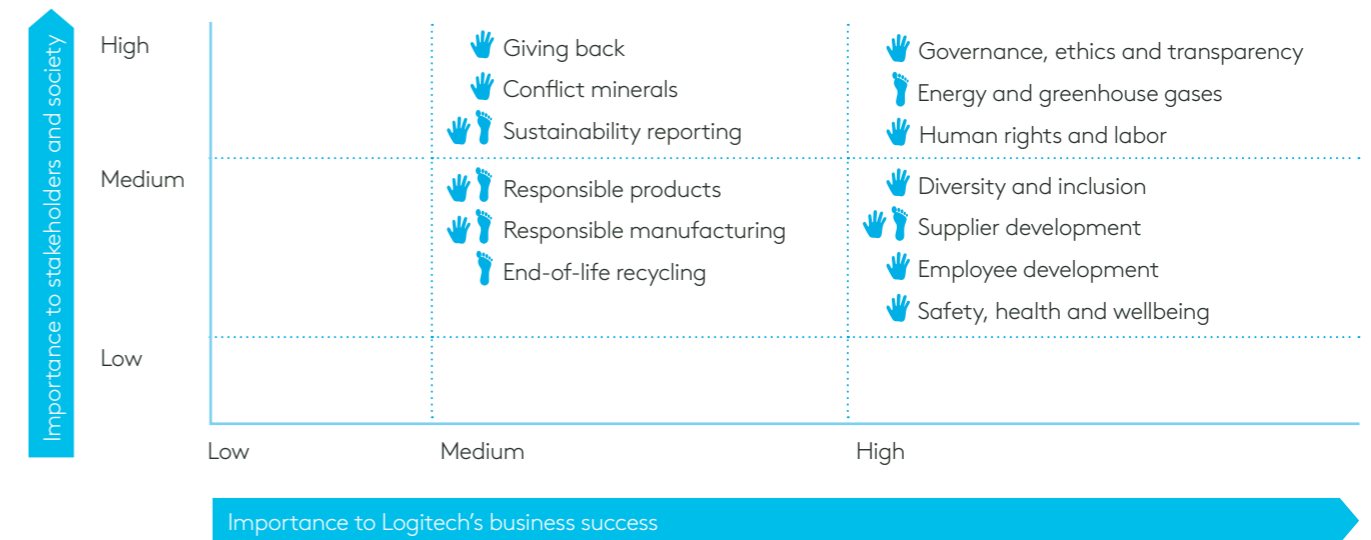 Importance to stakeholders and society
High
Giving back
Conflict minerals
Sustainability reporting
Governance, ethics and transparency
Energy and greenhouse gases
Human rights and labor
Medium
Responsible products
Responsible manufacturing
End-of-life recycling
Diversity and inclusion
Supplier development
Employee development
Safety, health and wellbeing
Low
Low
Medium
High
Importance to Logitech’s business success